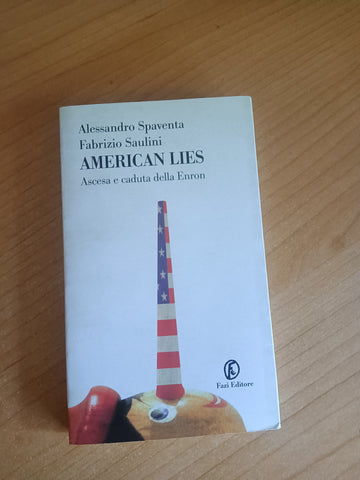 Alessandro Spaventa
Fabrizio Saulini
AMERICAN LIES
Ascesa e caduta della Enron
Fazi Editore